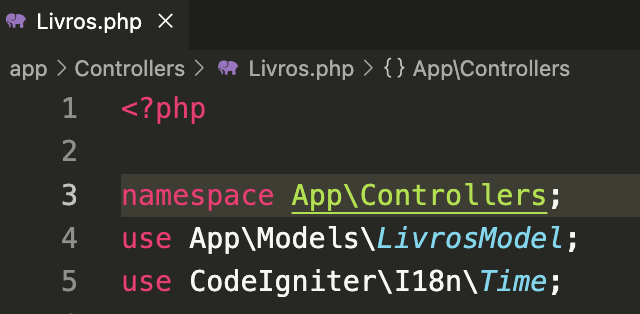 Livros.php ×
app > Controllers > Livros.php > {} App\Controllers
1 <?php
2
3 namespace App\Controllers;
4 use App\Models\LivrosModel;
5 use CodeIgniter\I18n\Time;